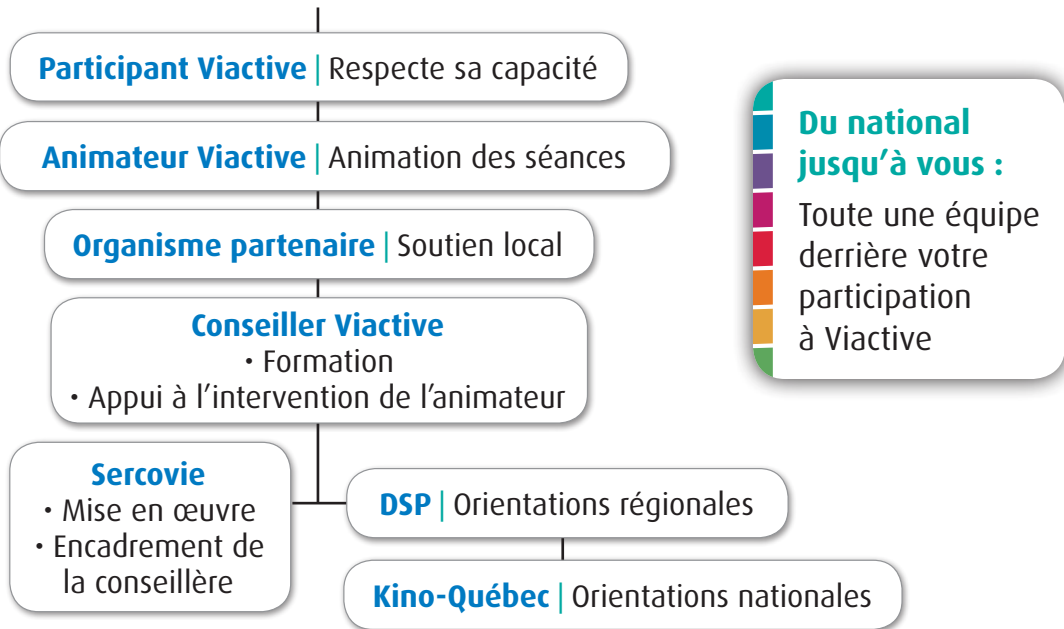 Participant Viactive | Respecte sa capacité
Animateur Viactive | Animation des séances
Organisme partenaire | Soutien local
Conseiller Viactive
• Formation
• Appui à l’intervention de l’animateur
Sercovie
• Mise en œuvre
• Encadrement de
la conseillère
DSP | Orientations régionales
Kino-Québec | Orientations nationales
Du national
jusqu’à vous :
Toute une équipe
derrière votre
participation
à Viactive